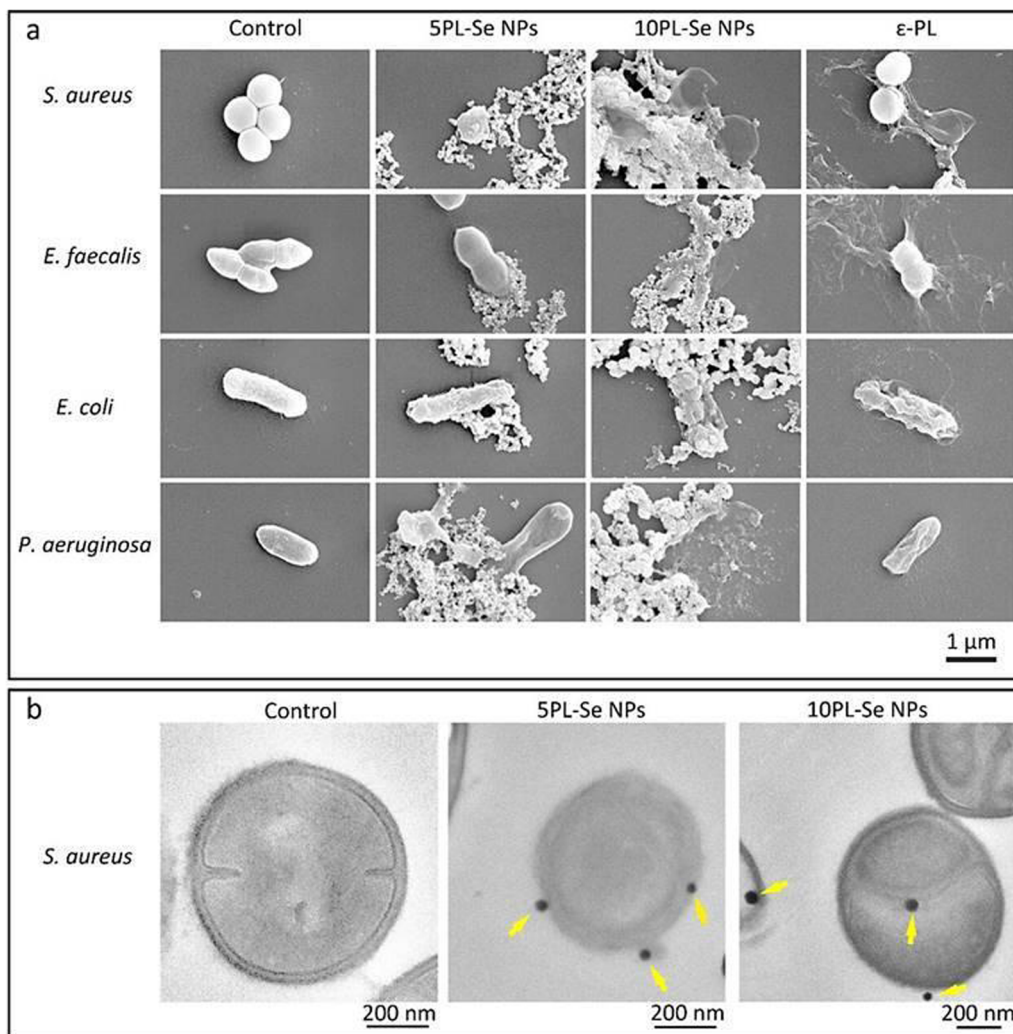 a
Control 5PL-Se NPs 10PL-Se NPs ε-PL
S. aureus
E. faecalis
E. coli
P. aeruginosa
1 μm
b
Control 5PL-Se NPs 10PL-Se NPs
S. aureus
200 nm 200 nm 200 nm